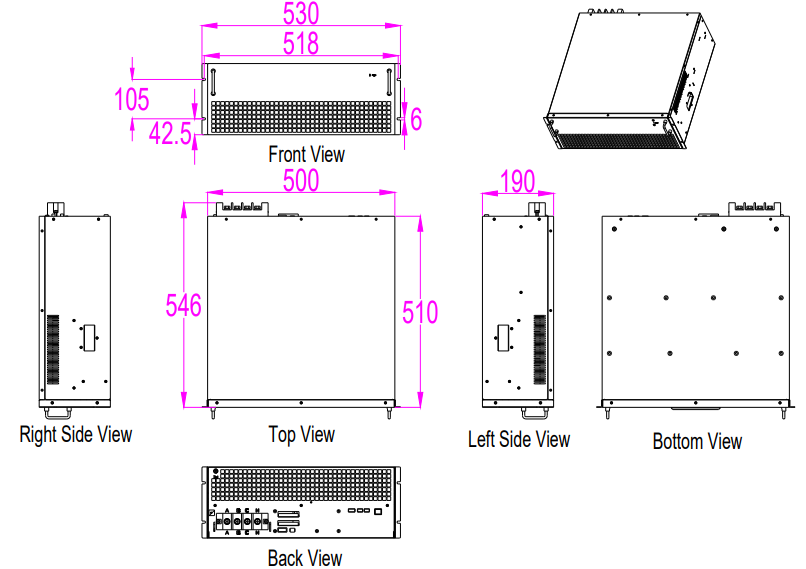 530
518
105
42.5
6
Front View
500
190
546
510
Right Side View
Top View
Left Side View
Bottom View
A B C N
A B C N
Back View